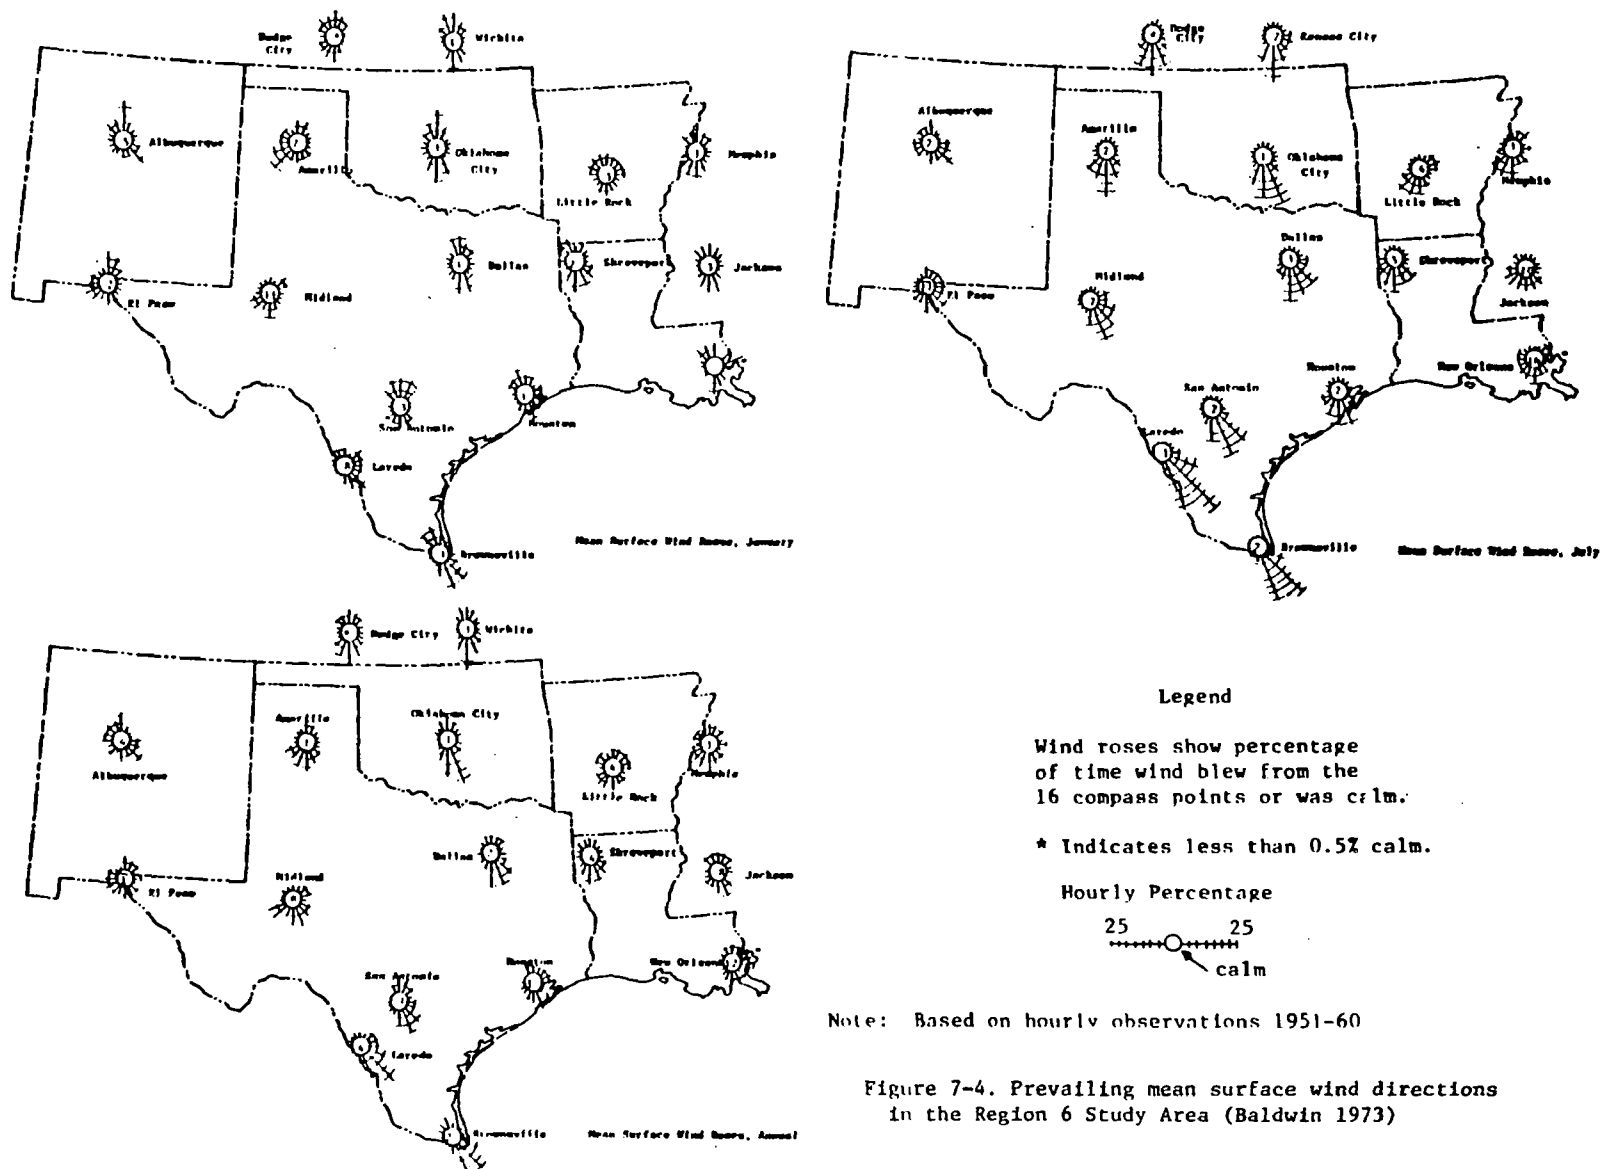 Dodge
City
Wichita
Albuquerque
Amarillo
Oklahoma
City
Memphis
Little Rock
Dallas
Shreveport
Jackson
El Paso
Midland
San Antonio
Houston
Laredo
Brownsville
Mean Surface Wind Roses, January
Dodge
City
Kansas City
Albuquerque
Amarillo
Oklahoma
City
Memphis
Little Rock
Dallas
Shreveport
Jackson
El Paso
Midland
Houston
New Orleans
San Antonio
Laredo
Brownsville
Mean Surface Wind Roses, July
Dodge City
Wichita
Amarillo
Oklahoma City
Albuquerque
Memphis
Little Rock
Dallas
Shreveport
Jackson
El Paso
Midland
San Antonio
Houston
New Orleans
Laredo
Brownsville
Mean Surface Wind Roses, Annual
Legend
Wind roses show percentage
of time wind blew from the
16 compass points or was calm.
* Indicates less than 0.5% calm.
Hourly Percentage
25 25
calm
Note: Based on hourly observations 1951-60
Figure 7-4. Prevailing mean surface wind directions
in the Region 6 Study Area (Baldwin 1973)